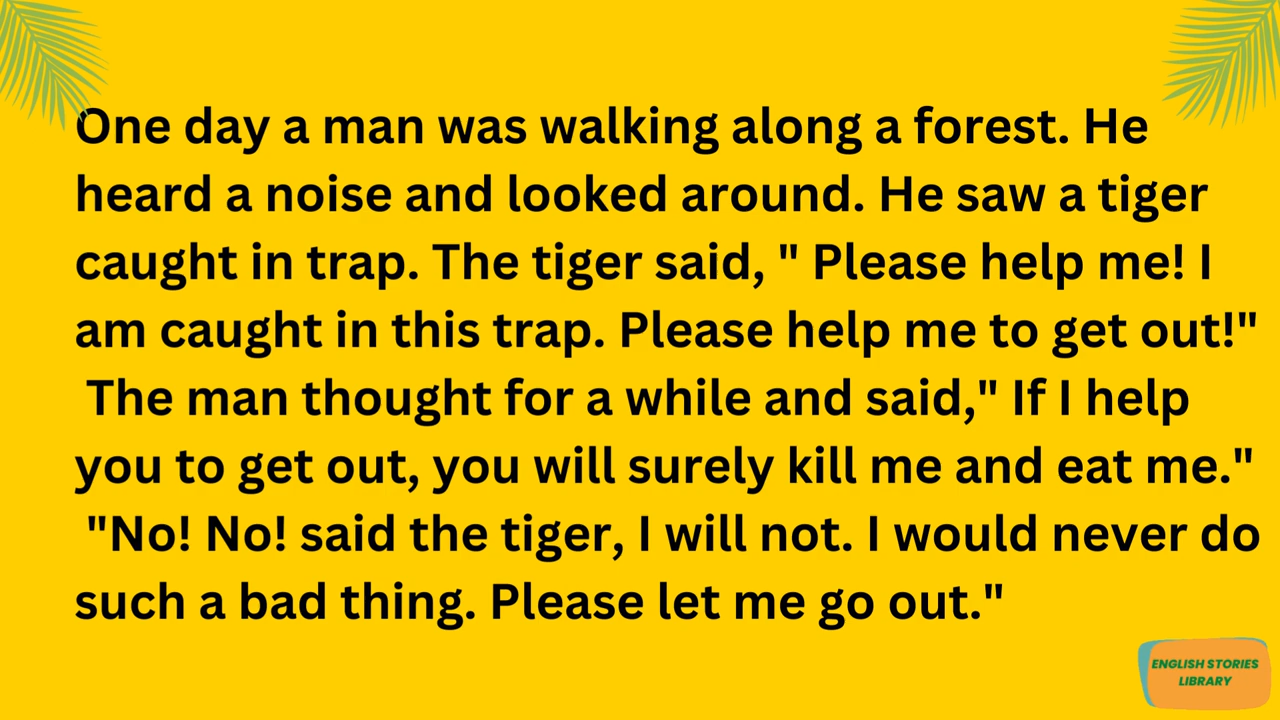 One day a man was walking along a forest. He
heard a noise and looked around. He saw a tiger
caught in trap. The tiger said, " Please help me! I
am caught in this trap. Please help me to get out!"
The man thought for a while and said," If I help
you to get out, you will surely kill me and eat me."
"No! No! said the tiger, I will not. I would never do
such a bad thing. Please let me go out."
ENGLISH STORIES
LIBRARY